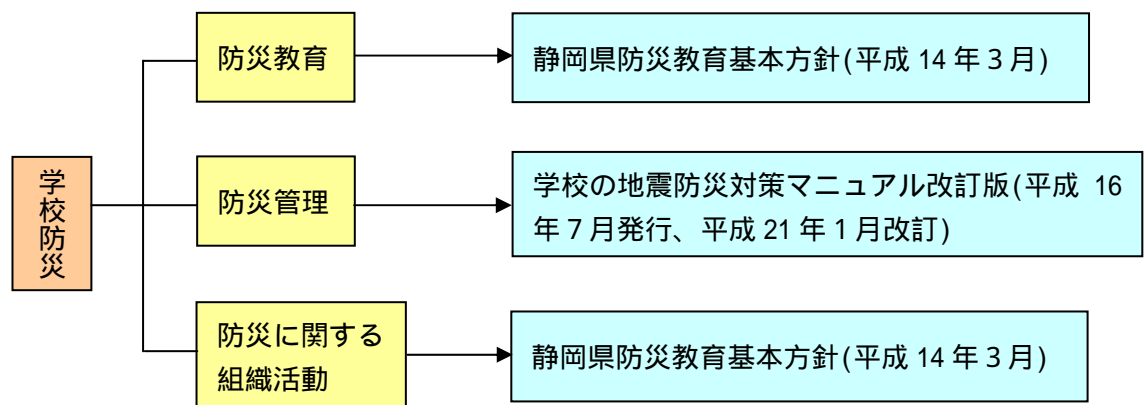 防災教育
静岡県防災教育基本方針(平成 14 年３月)
学校防災
防災管理
学校の地震防災対策マニュアル改訂版(平成 16
年７月発行、平成 21 年１月改訂)
防災に関する
組織活動
静岡県防災教育基本方針(平成 14 年３月)